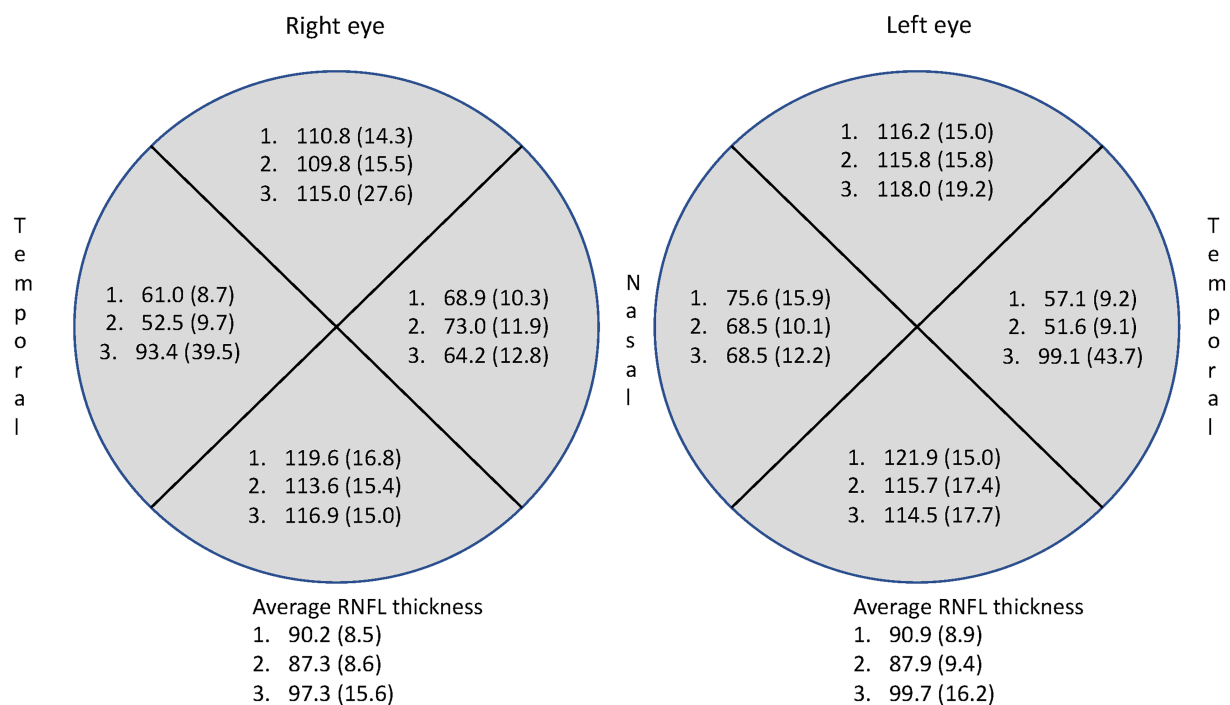 Right eye
1. 110.8 (14.3)
2. 109.8 (15.5)
3. 115.0 (27.6)
Temporal
1. 61.0 (8.7)
2. 52.5 (9.7)
3. 93.4 (39.5)
1. 68.9 (10.3)
2. 73.0 (11.9)
3. 64.2 (12.8)
1. 119.6 (16.8)
2. 113.6 (15.4)
3. 116.9 (15.0)
Average RNFL thickness
1. 90.2 (8.5)
2. 87.3 (8.6)
3. 97.3 (15.6)
Nasal
Left eye
1. 116.2 (15.0)
2. 115.8 (15.8)
3. 118.0 (19.2)
1. 75.6 (15.9)
2. 68.5 (10.1)
3. 68.5 (12.2)
1. 57.1 (9.2)
2. 51.6 (9.1)
3. 99.1 (43.7)
Temporal
1. 121.9 (15.0)
2. 115.7 (17.4)
3. 114.5 (17.7)
Average RNFL thickness
1. 90.9 (8.9)
2. 87.9 (9.4)
3. 99.7 (16.2)